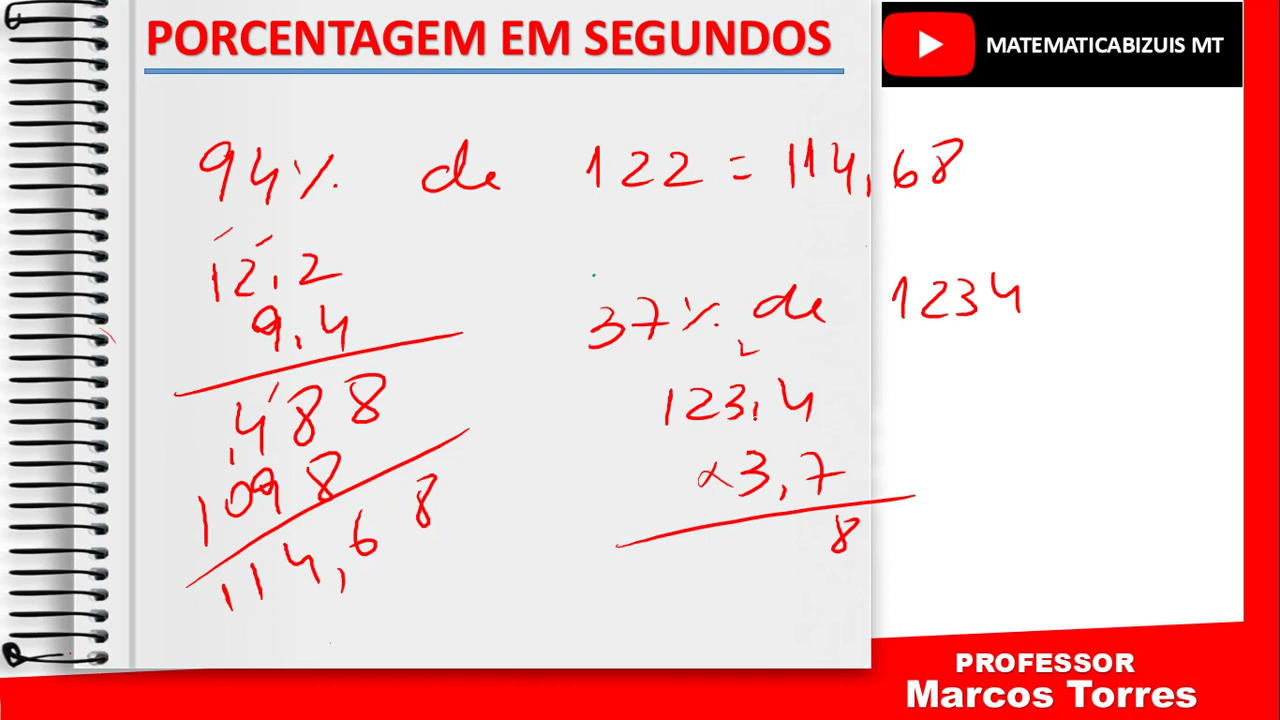 PORCENTAGEM EM SEGUNDOS
MATEMATICABIZUIS MT
94% de 122 = 114,68
12,2
9,4
488
1098
114,68
37% de 1234
2
123,4
×3,7
8
PROFESSOR
Marcos Torres